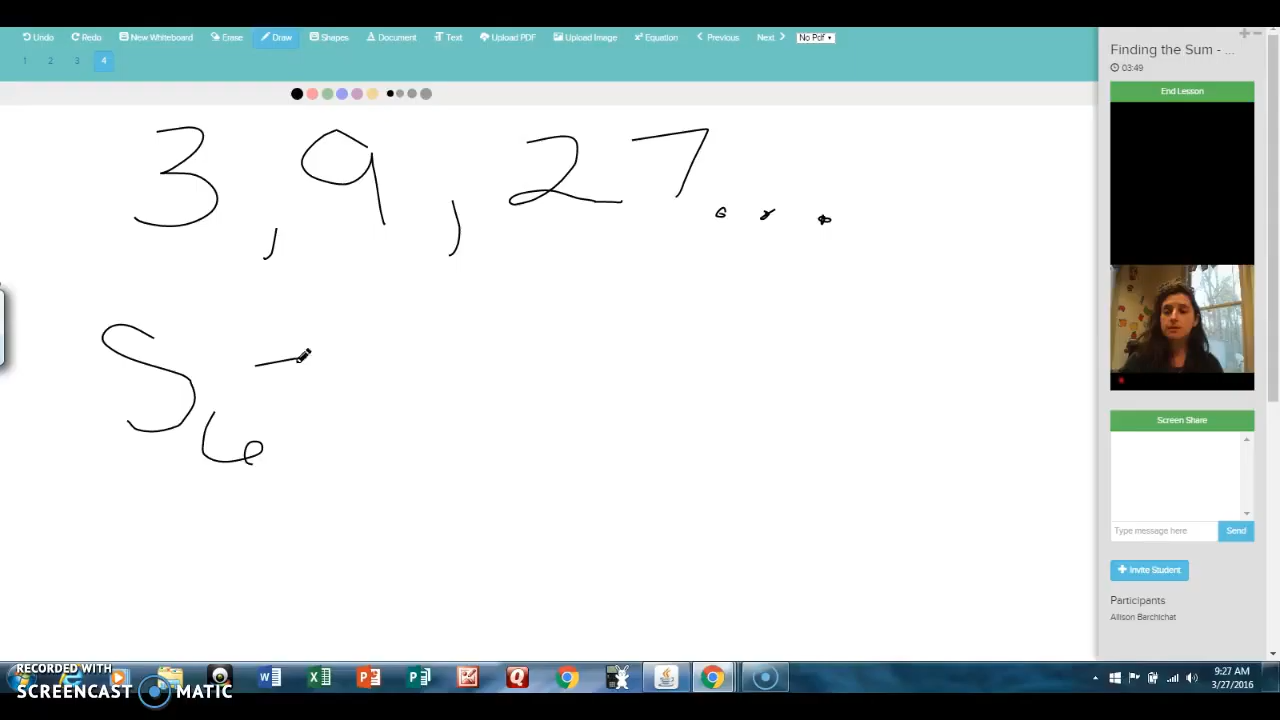 Undo Redo New Whiteboard Erase Draw Shapes Document Text Upload PDF Upload Image x² Equation Previous Next No Pdf
1 2 3 4
3, 9, 27...
S6 -
Finding the Sum - ...
03:49
End Lesson
Screen Share
Type message here Send
Invite Student
Participants
Allison Barchichat
RECORDED WITH
SCREENCAST MATIC
9:27 AM
3/27/2016